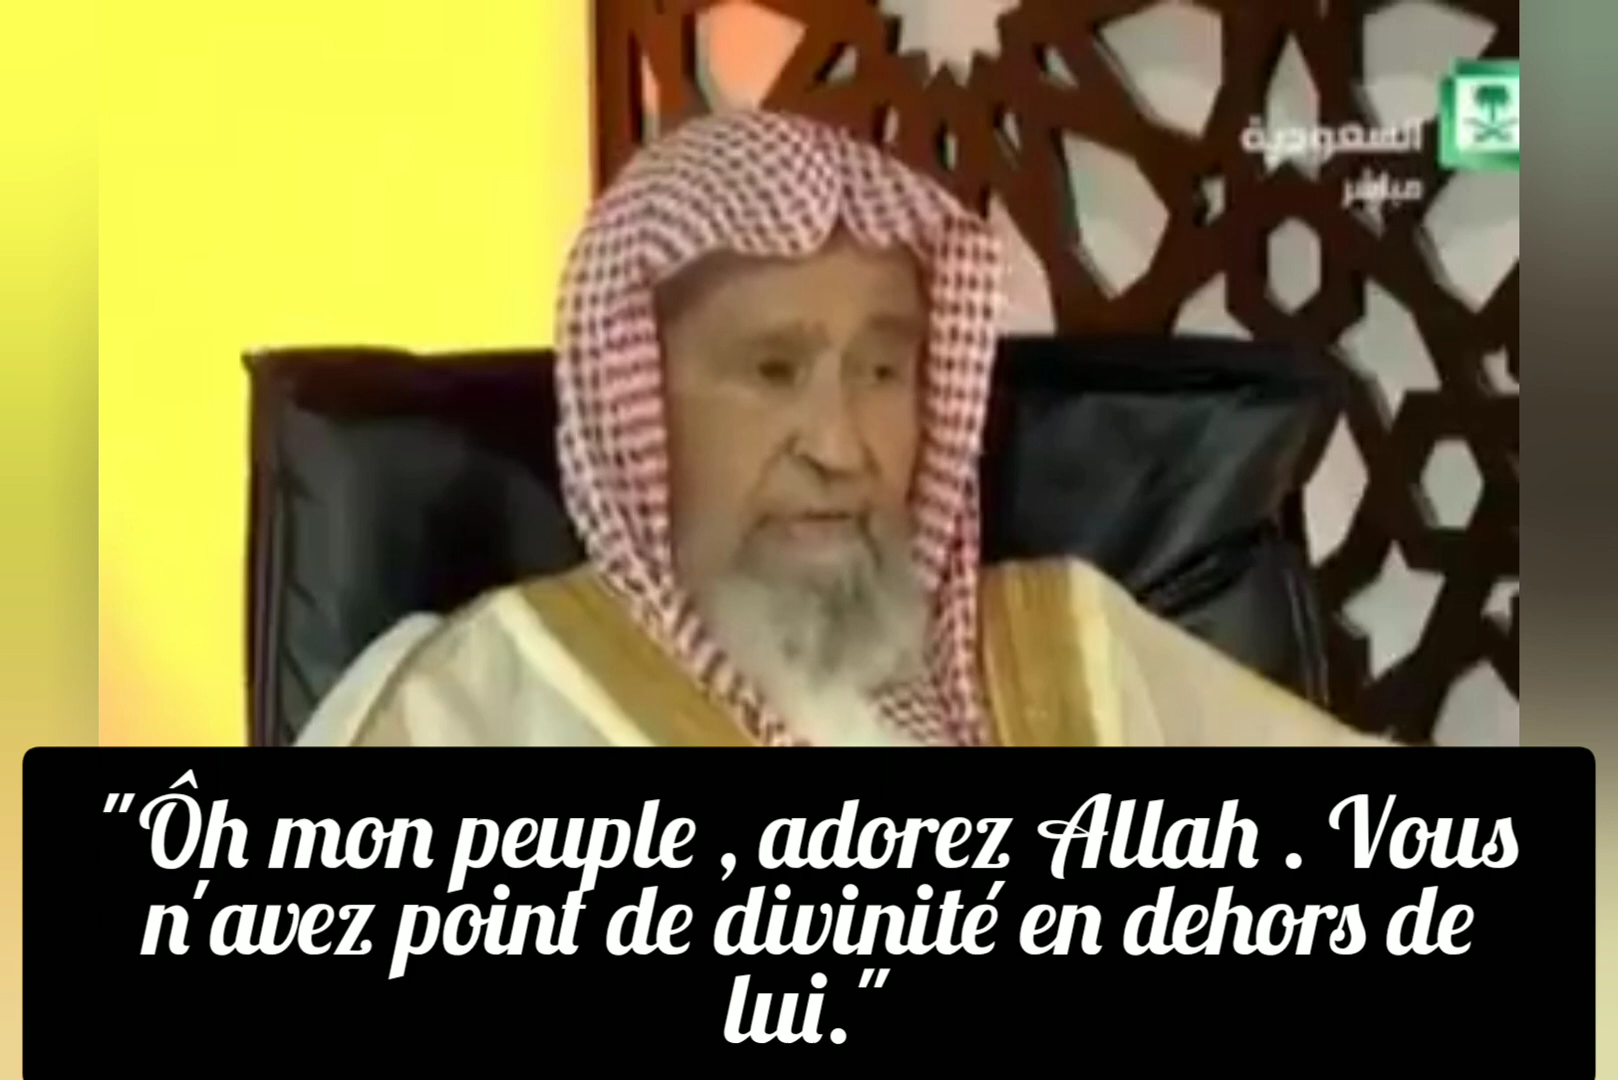 السعودية
مباشر
"Ôh mon peuple , adorez Allah . Vous
n'avez point de divinité en dehors de
lui."